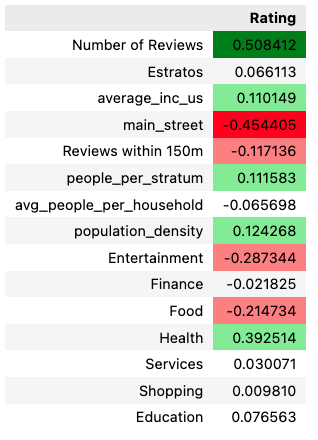 Rating
Number of Reviews 0.508412
Estratos 0.066113
average_inc_us 0.110149
main_street -0.454405
Reviews within 150m -0.117136
people_per_stratum 0.111583
avg_people_per_household -0.065698
population_density 0.124268
Entertainment -0.287344
Finance -0.021825
Food -0.214734
Health 0.392514
Services 0.030071
Shopping 0.009810
Education 0.076563